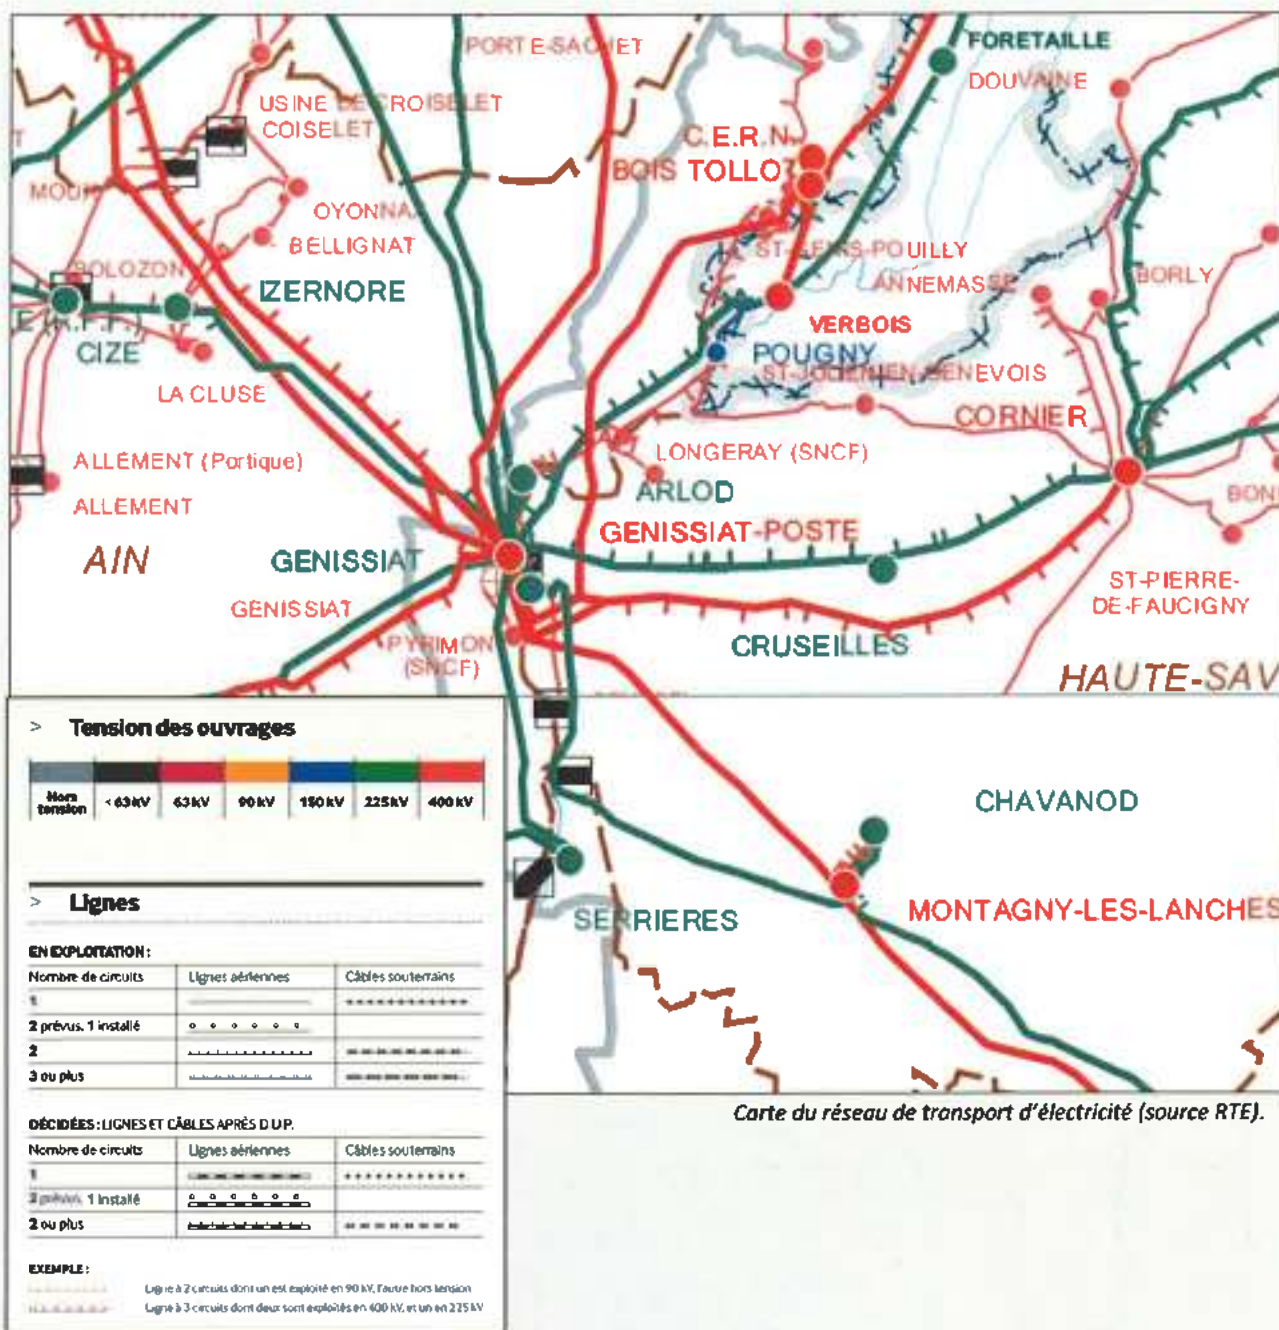 PORTE-SACHET
FORETAILLE
DOUVAINE
USINE DE CROISELET
COISELET
C.E.R.N.
BOIS TOLLOT
OYONNA
BELLIGNAT
ST-GENIS-POUILLY
ANNEMASSE
BORLY
BOLOZON
IZERNORE
CIZE
VERBOIS
POUGNY
ST-JULIEN-EN-GENEVOIS
LA CLUSE
CORNIER
ALLEMENT (Portique)
LONGERAY (SNCF)
ALLEMENT
ARLOD
BON
AIN
GENISSIAT
GENISSIAT-POSTE
GENISSIAT
ST-PIERRE-
DE-FAUCIGNY
PYRIMONT
(SNCF)
CRUSEILLES
HAUTE-SAV
> Tension des ouvrages
Hors tension < 63 kV 63 kV 90 kV 150 kV 225 kV 400 kV
CHAVANOD
> Lignes
SERRIERES
MONTAGNY-LES-LANCHES
EN EXPLOITATION :
Nombre de circuits Lignes aériennes Câbles souterrains
1
2 prévus, 1 installé
2
3 ou plus
Carte du réseau de transport d'électricité (source RTE).
DÉCIDÉES : LIGNES ET CÂBLES APRÈS D.U.P.
Nombre de circuits Lignes aériennes Câbles souterrains
1
2 prévus, 1 installé
2 ou plus
EXEMPLE :
Ligne à 2 circuits dont un est exploité en 90 kV, l'autre hors tension
Ligne à 3 circuits dont deux sont exploités en 400 kV, et un en 225 kV